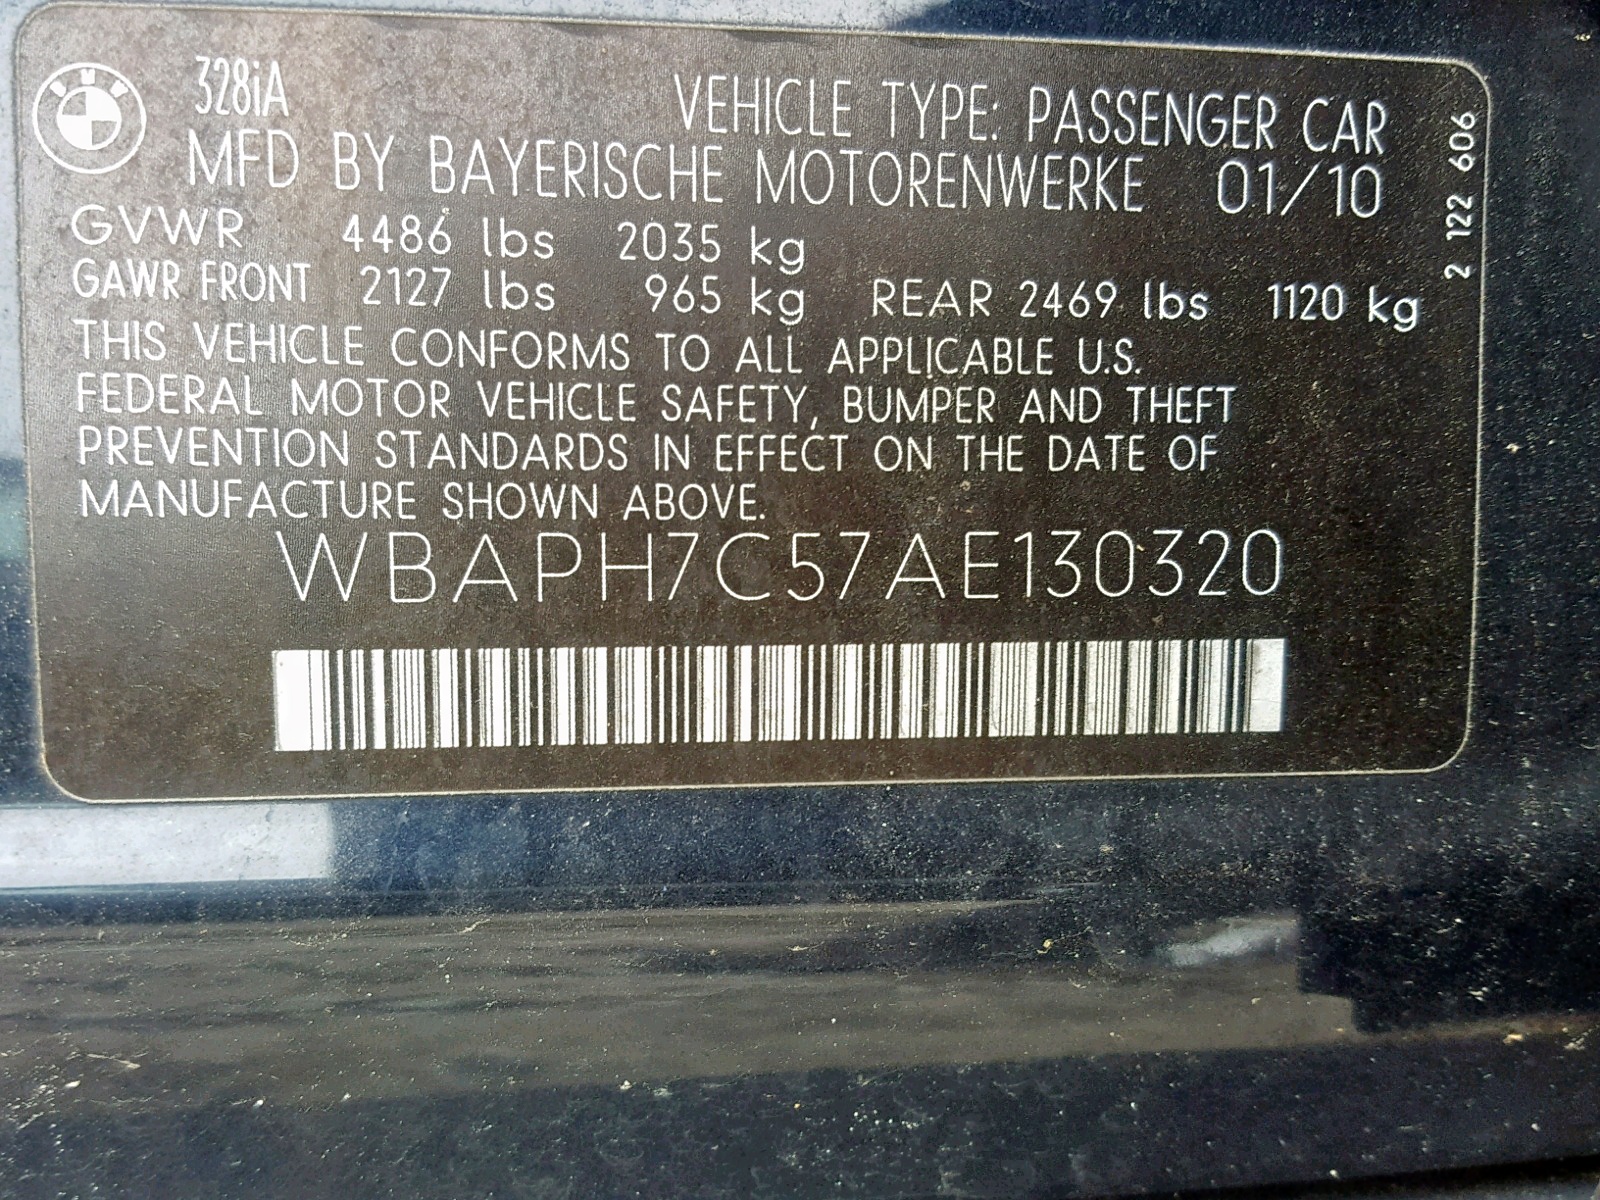 328iA
VEHICLE TYPE: PASSENGER CAR
MFD BY BAYERISCHE MOTORENWERKE 01/10
GVWR 4486 lbs 2035 kg
GAWR FRONT 2127 lbs 965 kg REAR 2469 lbs 1120 kg
THIS VEHICLE CONFORMS TO ALL APPLICABLE U.S.
FEDERAL MOTOR VEHICLE SAFETY, BUMPER AND THEFT
PREVENTION STANDARDS IN EFFECT ON THE DATE OF
MANUFACTURE SHOWN ABOVE.
WBAPH7C57AE130320
2 122 606